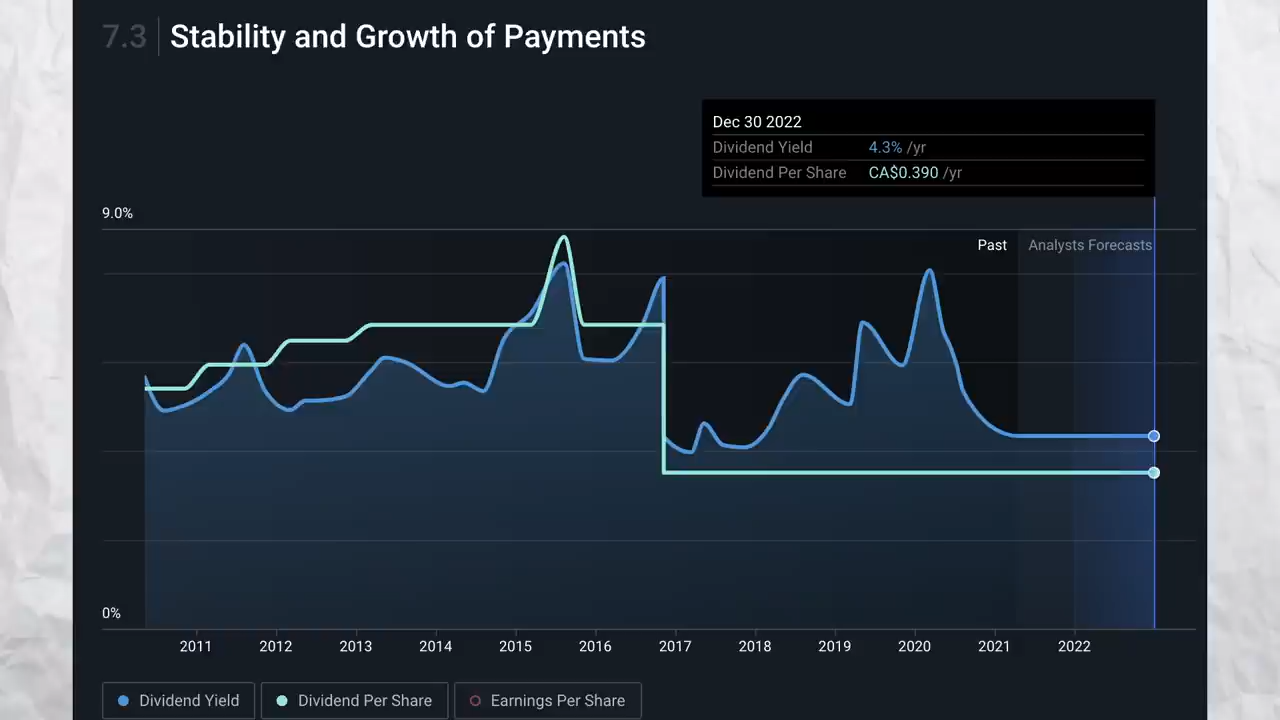 7.3 Stability and Growth of Payments
Dec 30 2022
Dividend Yield 4.3% /yr
Dividend Per Share CA$0.390 /yr
9.0%
Past Analysts Forecasts
0%
2011 2012 2013 2014 2015 2016 2017 2018 2019 2020 2021 2022
Dividend Yield Dividend Per Share Earnings Per Share